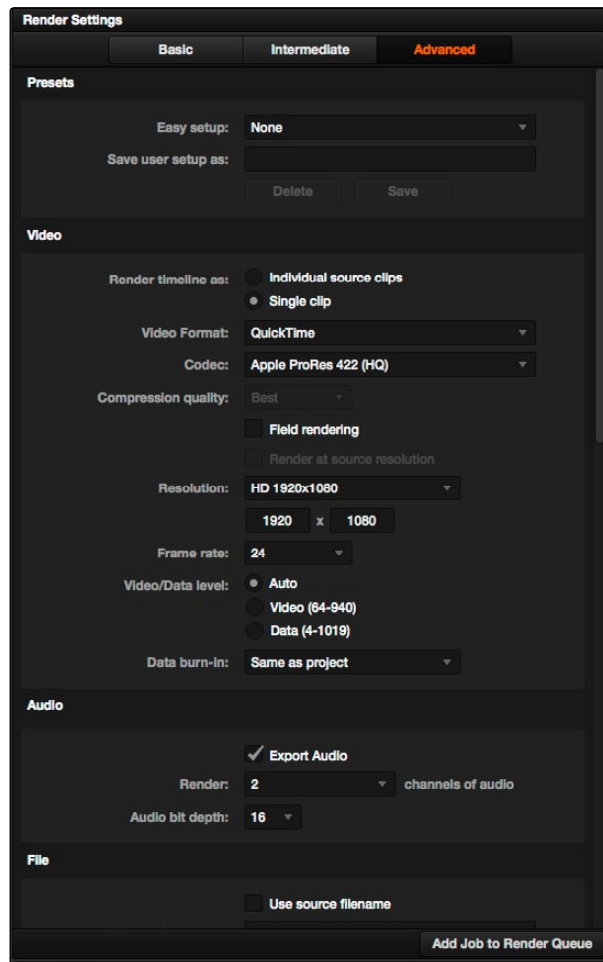 Render Settings
Basic Intermediate Advanced
Presets
Easy setup: None
Save user setup as:
Delete Save
Video
Render timeline as: Individual source clips
Single clip
Video Format: QuickTime
Codec: Apple ProRes 422 (HQ)
Compression quality: Best
Field rendering
Render at source resolution
Resolution: HD 1920x1080
1920 x 1080
Frame rate: 24
Video/Data level: Auto
Video (64-940)
Data (4-1019)
Data burn-in: Same as project
Audio
Export Audio
Render: 2 channels of audio
Audio bit depth: 16
File
Use source filename
Add Job to Render Queue